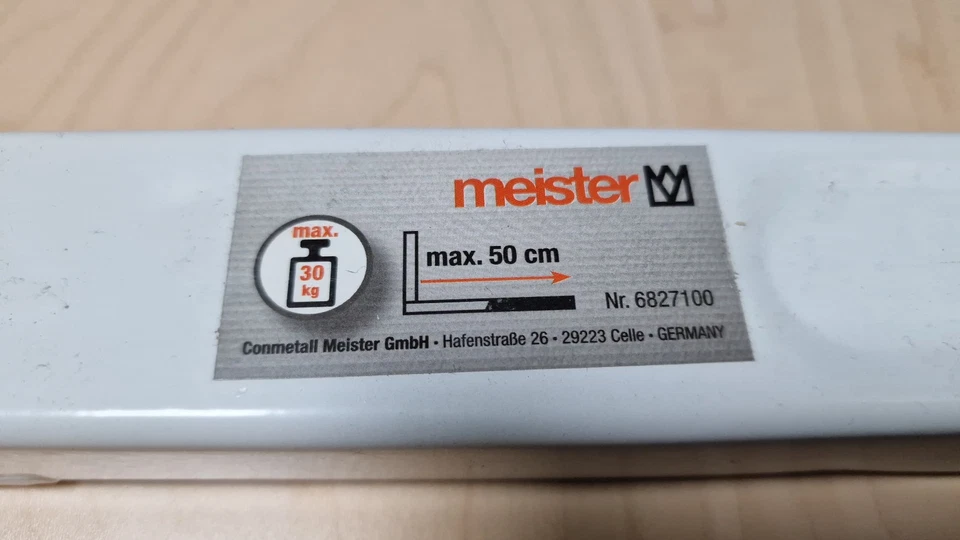 meister
max.
30
kg
max. 50 cm
Nr. 6827100
Conmetall Meister GmbH · Hafenstraße 26 · 29223 Celle · GERMANY